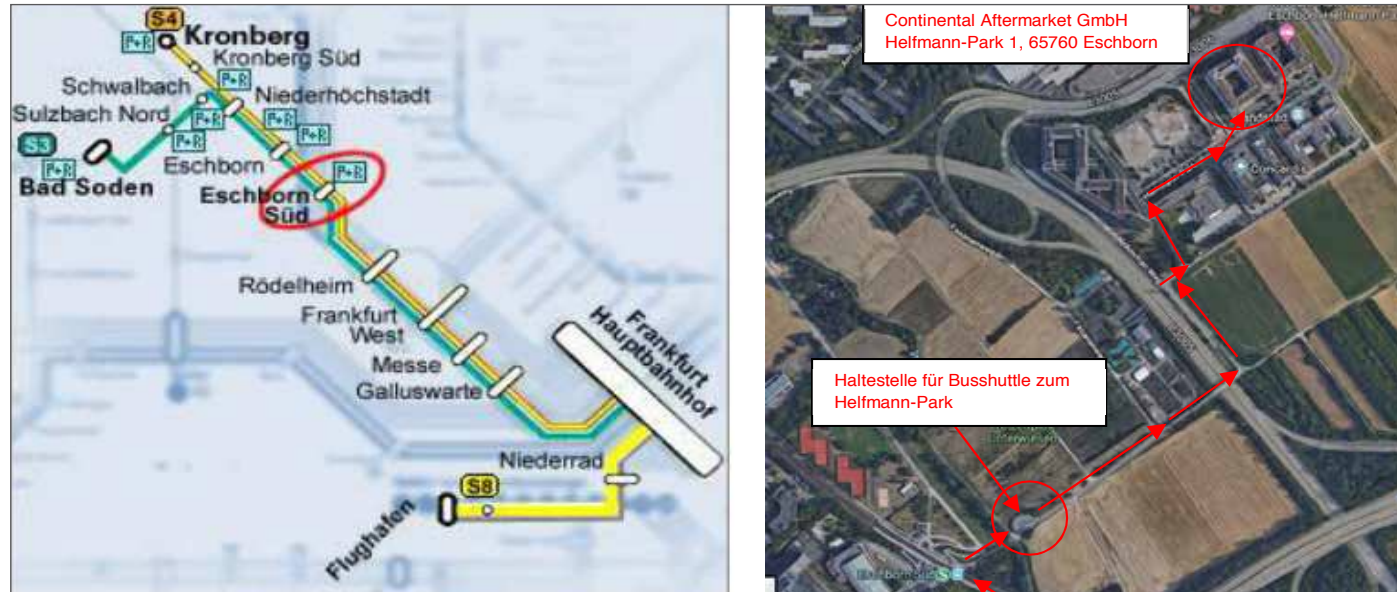 S4
Kronberg
P+R
Kronberg Süd
P+R
Schwalbach
Niederhöchstadt
Sulzbach Nord
P+R
P+R
P+R
P+R
S3
Eschborn
P+R
P+R
Bad Soden
Eschborn
Süd
Rödelheim
Frankfurt
West
Messe
Galluswarte
Frankfurt
Hauptbahnhof
Niederrad
S8
Flughafen
Continental Aftermarket GmbH
Helfmann-Park 1, 65760 Eschborn
Haltestelle für Busshuttle zum
Helfmann-Park
Unterwiesen